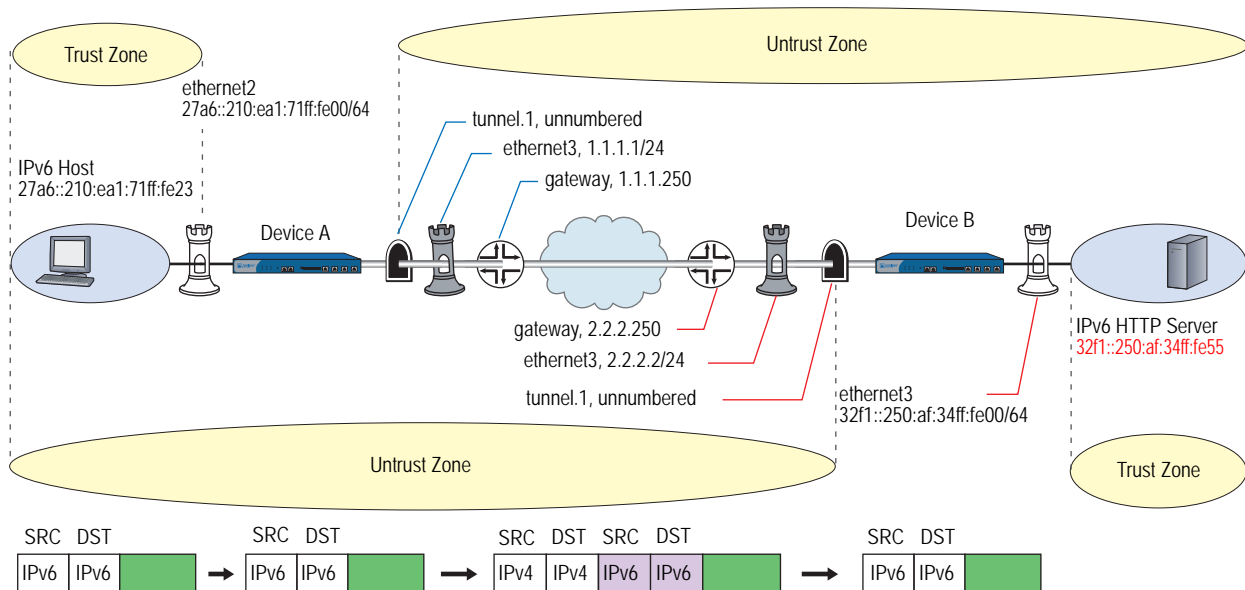 Trust Zone
Untrust Zone
ethernet2
27a6::210:ea1:71ff:fe00/64
tunnel.1, unnumbered
ethernet3, 1.1.1.1/24
gateway, 1.1.1.250
IPv6 Host
27a6::210:ea1:71ff:fe23
Device A
Device B
gateway, 2.2.2.250
ethernet3, 2.2.2.2/24
tunnel.1, unnumbered
ethernet3
32f1::250:af:34ff:fe00/64
IPv6 HTTP Server
32f1::250:af:34ff:fe55
Untrust Zone
Trust Zone
SRC DST
IPv6 IPv6
SRC DST
IPv6 IPv6
SRC DST SRC DST
IPv4 IPv4 IPv6 IPv6
SRC DST
IPv6 IPv6